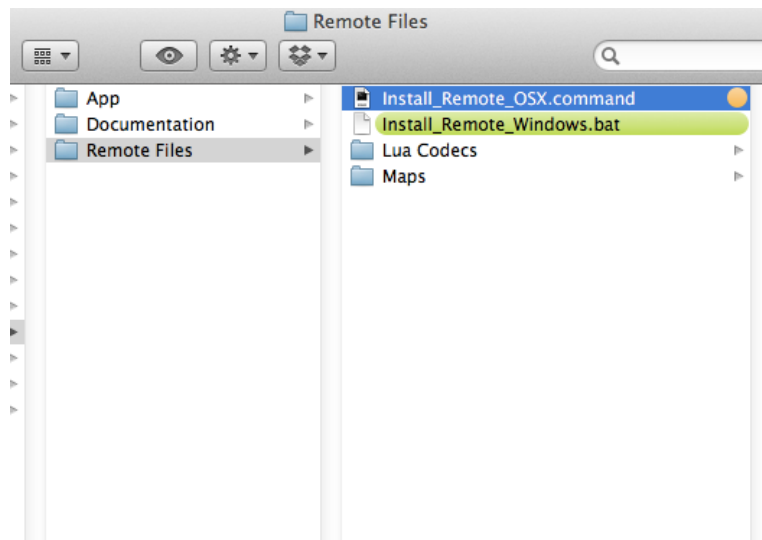 Remote Files
App
Documentation
Remote Files
Install_Remote_OSX.command
Install_Remote_Windows.bat
Lua Codecs
Maps